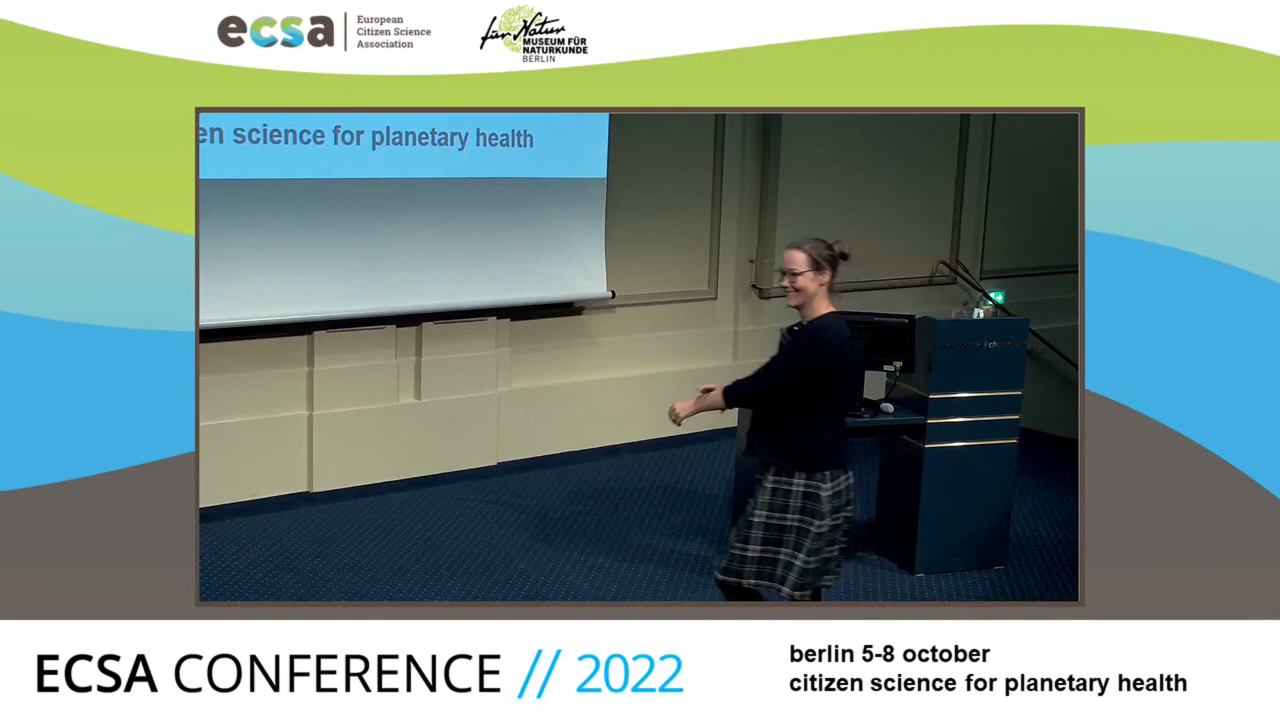 ecsa
European
Citizen Science
Association
für Natur
MUSEUM FÜR
NATURKUNDE
BERLIN
en science for planetary health
ECSA CONFERENCE // 2022
berlin 5-8 october
citizen science for planetary health